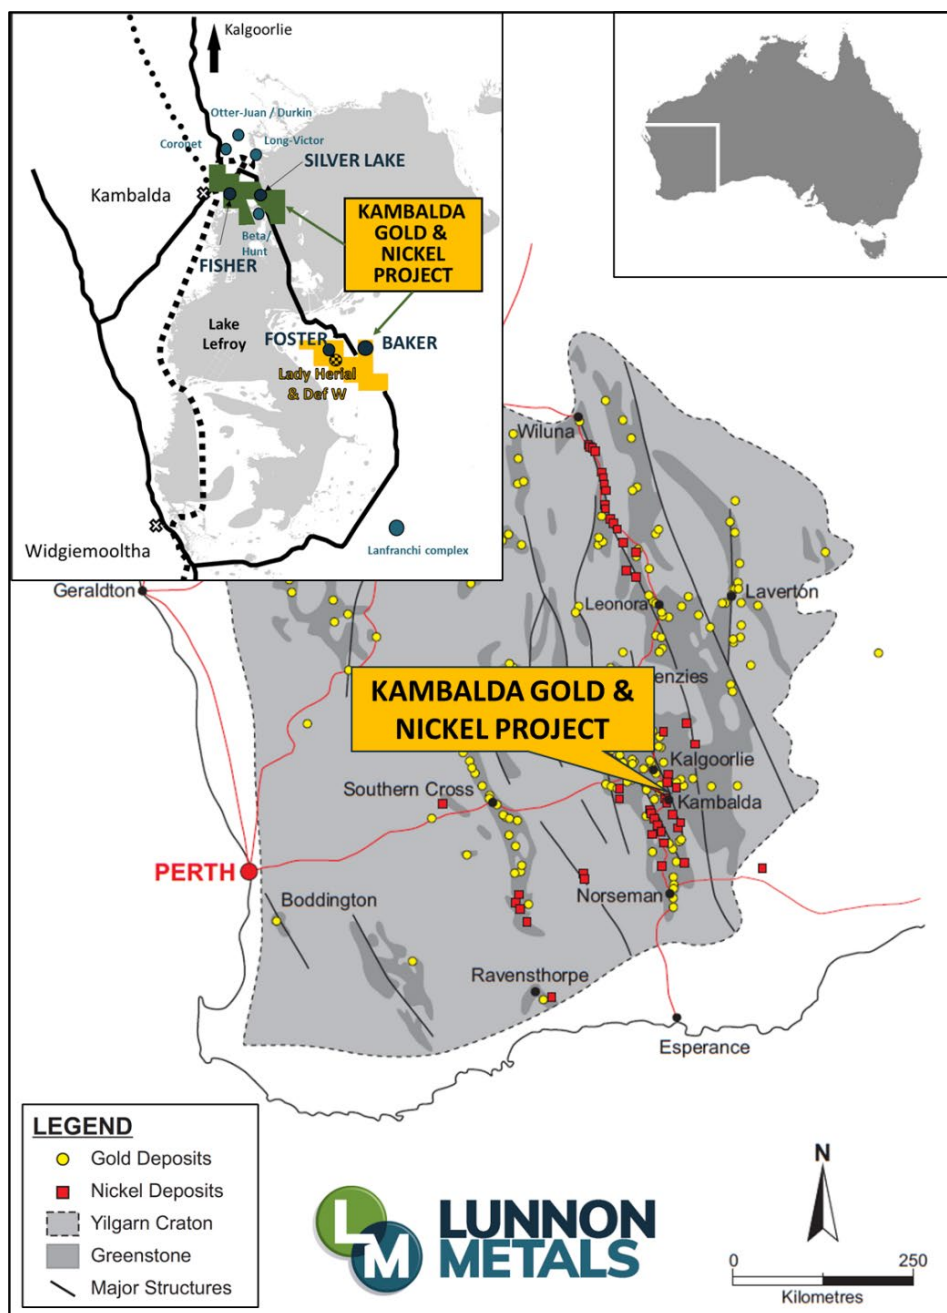 Kalgoorlie
Otter-Juan / Durkin
Coronet
Long-Victor
SILVER LAKE
Kambalda
Beta/
Hunt
FISHER
KAMBALDA
GOLD &
NICKEL
PROJECT
Lake
Lefroy
FOSTER
BAKER
Lady Herial
& Def W
Widgiemooltha
Lanfranchi complex
Wiluna
Geraldton
Leonora
Laverton
enzies
KAMBALDA GOLD &
NICKEL PROJECT
Kalgoorlie
Southern Cross
Kambalda
PERTH
Boddington
Norseman
Ravensthorpe
Esperance
LEGEND
Gold Deposits
Nickel Deposits
Yilgarn Craton
Greenstone
Major Structures
LM
LUNNON
METALS
N
0 250
Kilometres